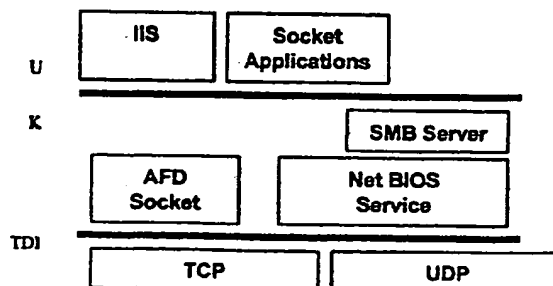 IIS
Socket
Applications
U
K
SMB Server
AFD
Socket
Net BIOS
Service
TDI
TCP
UDP